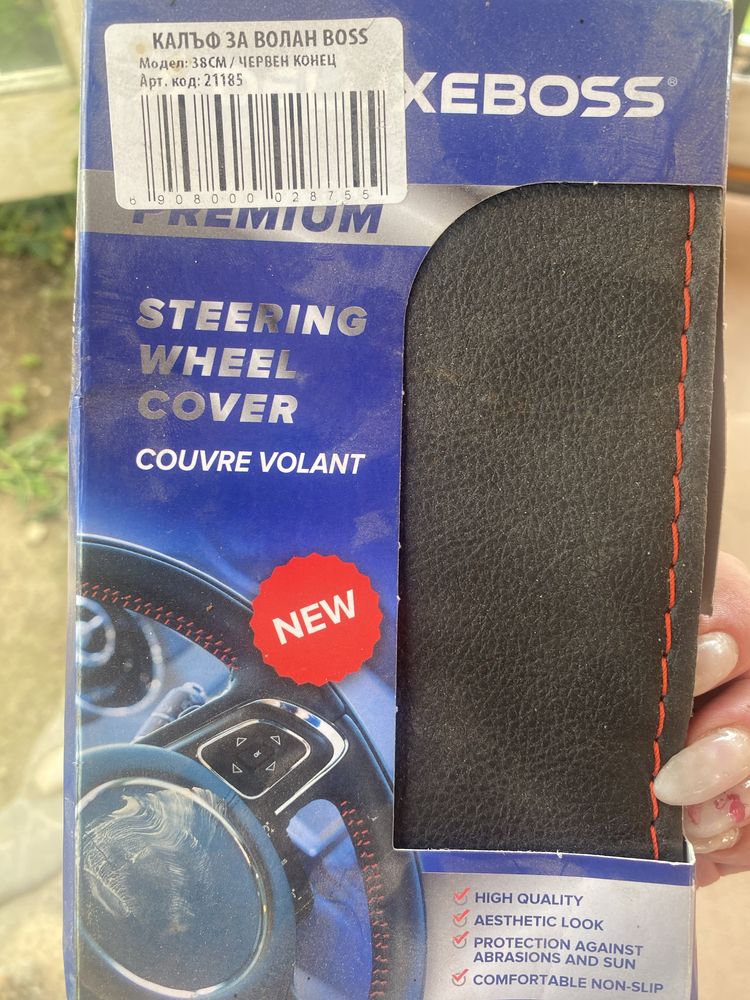 КАЛЪФ ЗА ВОЛАН BOSS
Модел: 38СМ / ЧЕРВЕН КОНЕЦ
Арт. код: 21185
6 908000 028755
XEBOSS®
PREMIUM
STEERING
WHEEL
COVER
COUVRE VOLANT
NEW
OK
HIGH QUALITY
AESTHETIC LOOK
PROTECTION AGAINST
ABRASIONS AND SUN
COMFORTABLE NON-SLIP